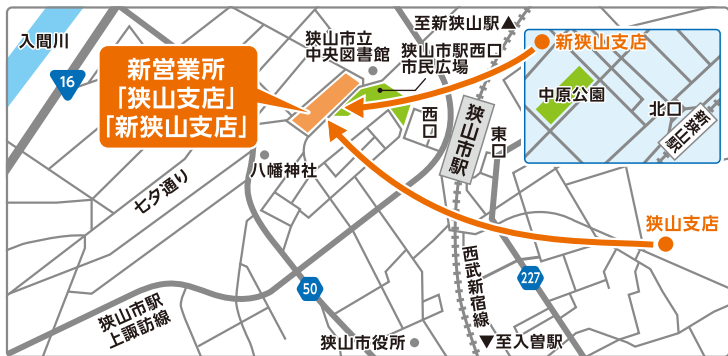 入間川
16
新営業所
「狭山支店」
「新狭山支店」
狭山市立
中央図書館
至新狭山駅▲
狭山市駅西口
市民広場
新狭山支店
中原公園
北口
新狭山駅
西口
狭山市駅
東口
八幡神社
七夕通り
狭山支店
西武新宿線
227
50
狭山市駅
上諏訪線
狭山市役所
▼至入曽駅